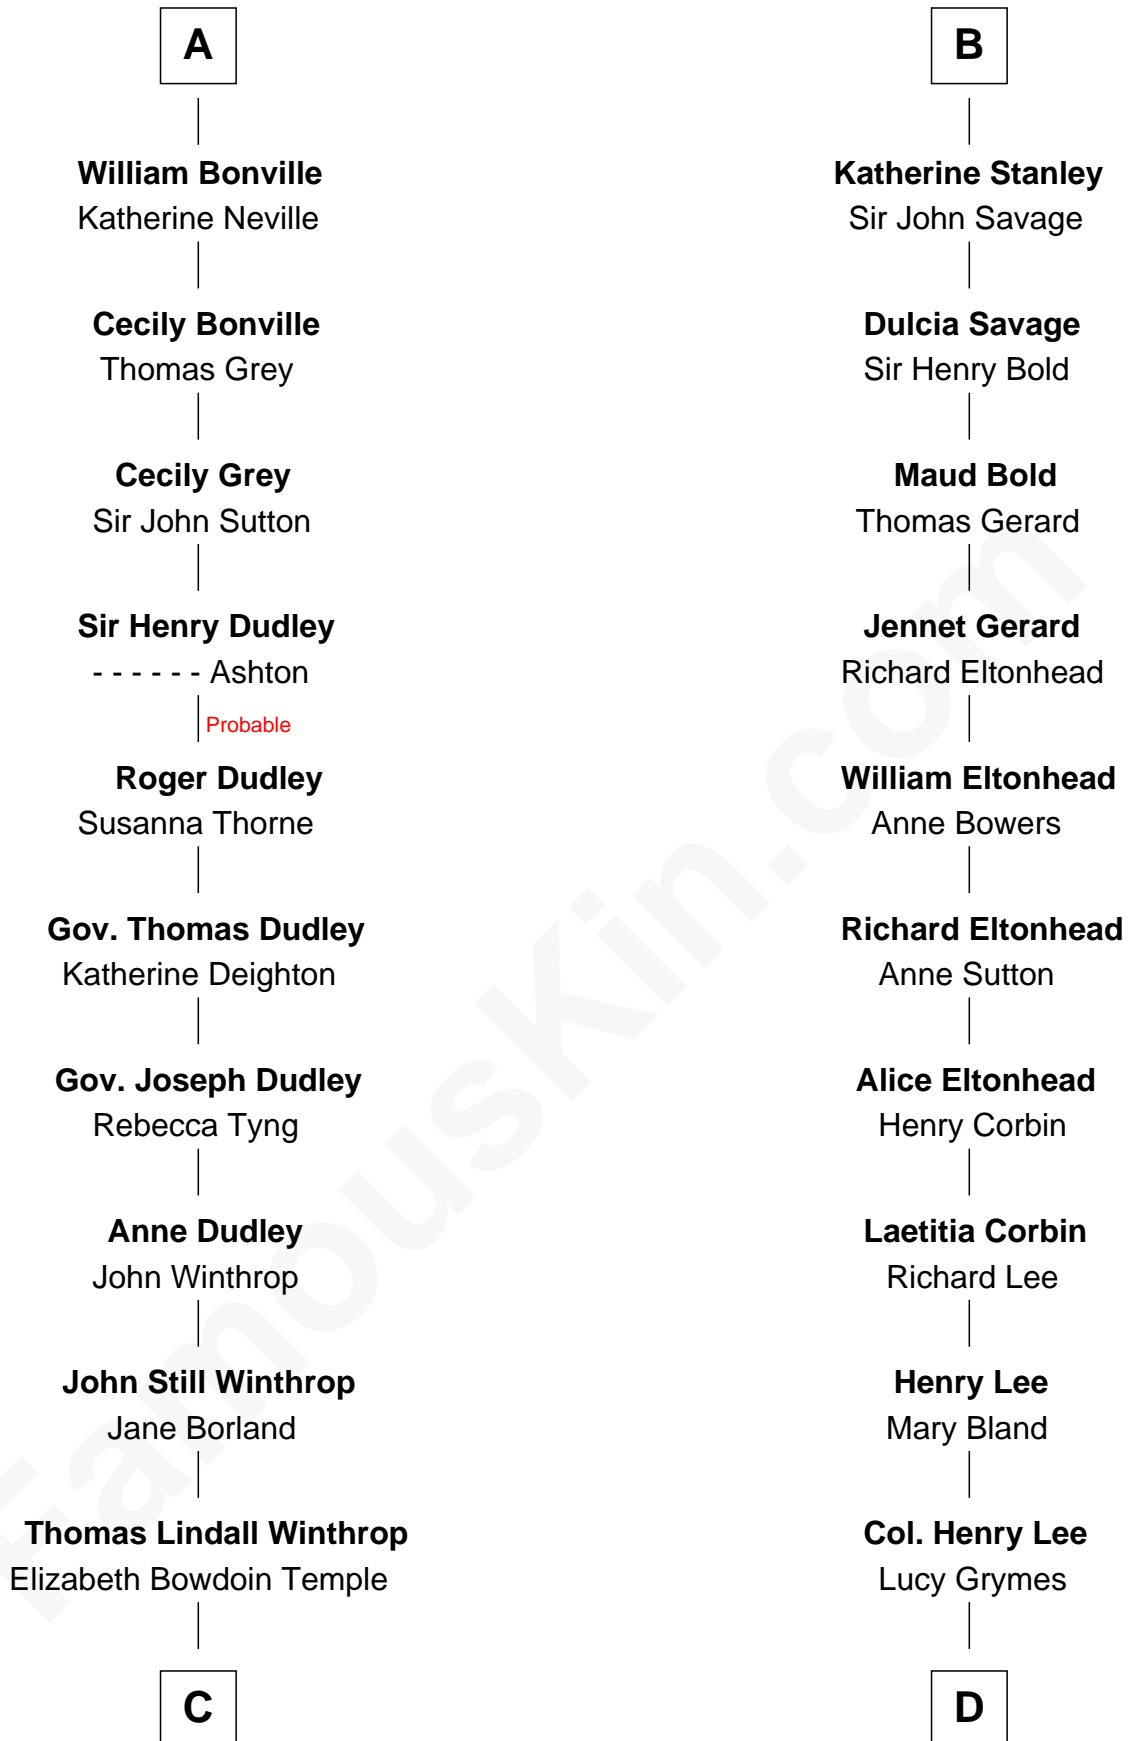 A
William Bonville
Katherine Neville
Cecily Bonville
Thomas Grey
Cecily Grey
Sir John Sutton
Sir Henry Dudley
- - - - - - Ashton
Probable
Roger Dudley
Susanna Thorne
Gov. Thomas Dudley
Katherine Deighton
Gov. Joseph Dudley
Rebecca Tyng
Anne Dudley
John Winthrop
John Still Winthrop
Jane Borland
Thomas Lindall Winthrop
Elizabeth Bowdoin Temple
C
B
Katherine Stanley
Sir John Savage
Dulcia Savage
Sir Henry Bold
Maud Bold
Thomas Gerard
Jennet Gerard
Richard Eltonhead
William Eltonhead
Anne Bowers
Richard Eltonhead
Anne Sutton
Alice Eltonhead
Henry Corbin
Laetitia Corbin
Richard Lee
Henry Lee
Mary Bland
Col. Henry Lee
Lucy Grymes
D
FamousKin.com